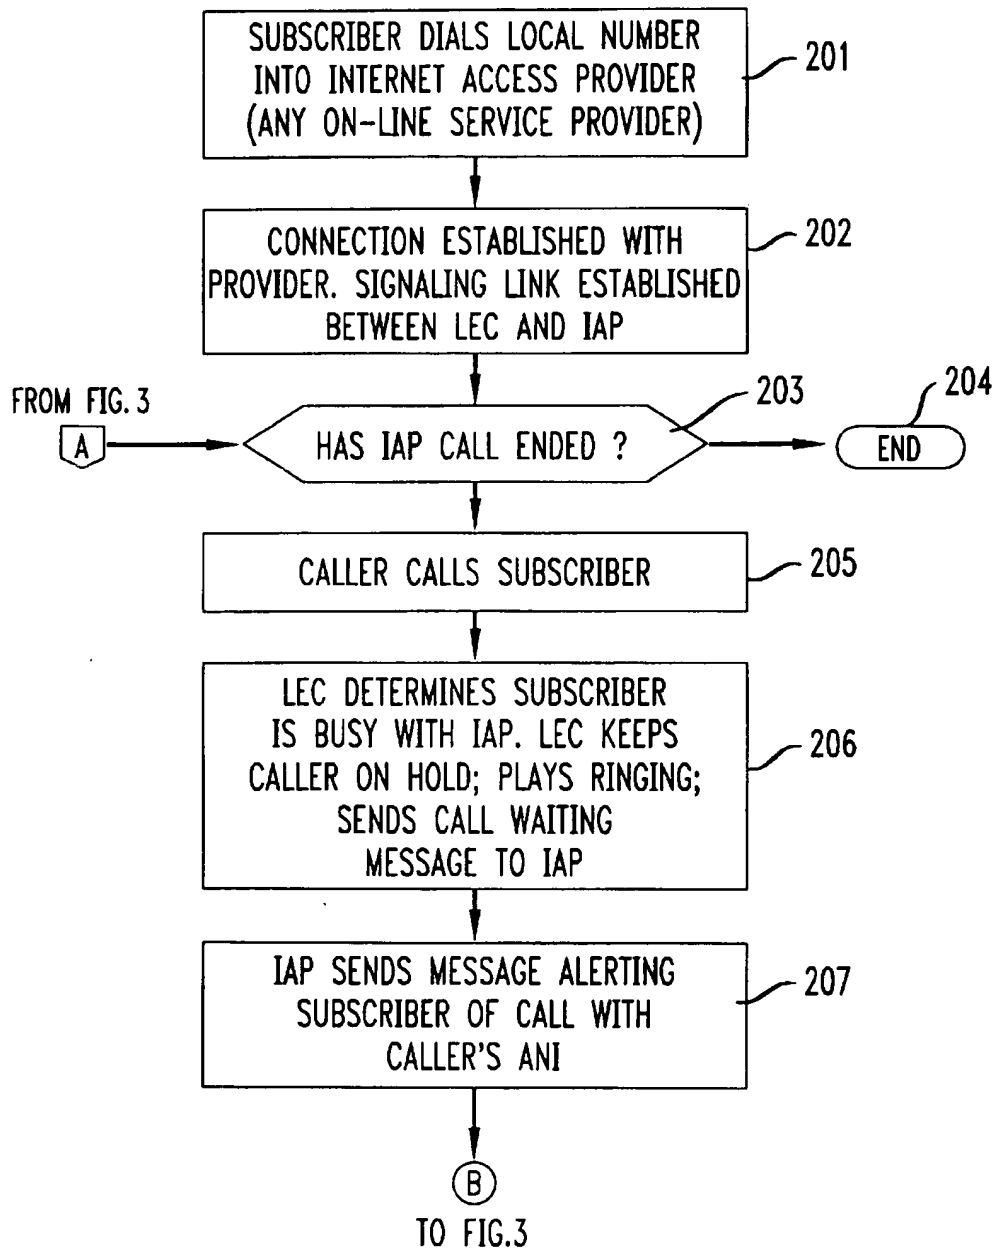 SUBSCRIBER DIALS LOCAL NUMBER
INTO INTERNET ACCESS PROVIDER
(ANY ON-LINE SERVICE PROVIDER)
201
CONNECTION ESTABLISHED WITH
PROVIDER. SIGNALING LINK ESTABLISHED
BETWEEN LEC AND IAP
202
FROM FIG. 3
A
HAS IAP CALL ENDED ?
203
204
END
CALLER CALLS SUBSCRIBER
205
LEC DETERMINES SUBSCRIBER
IS BUSY WITH IAP. LEC KEEPS
CALLER ON HOLD; PLAYS RINGING;
SENDS CALL WAITING
MESSAGE TO IAP
206
IAP SENDS MESSAGE ALERTING
SUBSCRIBER OF CALL WITH
CALLER'S ANI
207
B
TO FIG.3